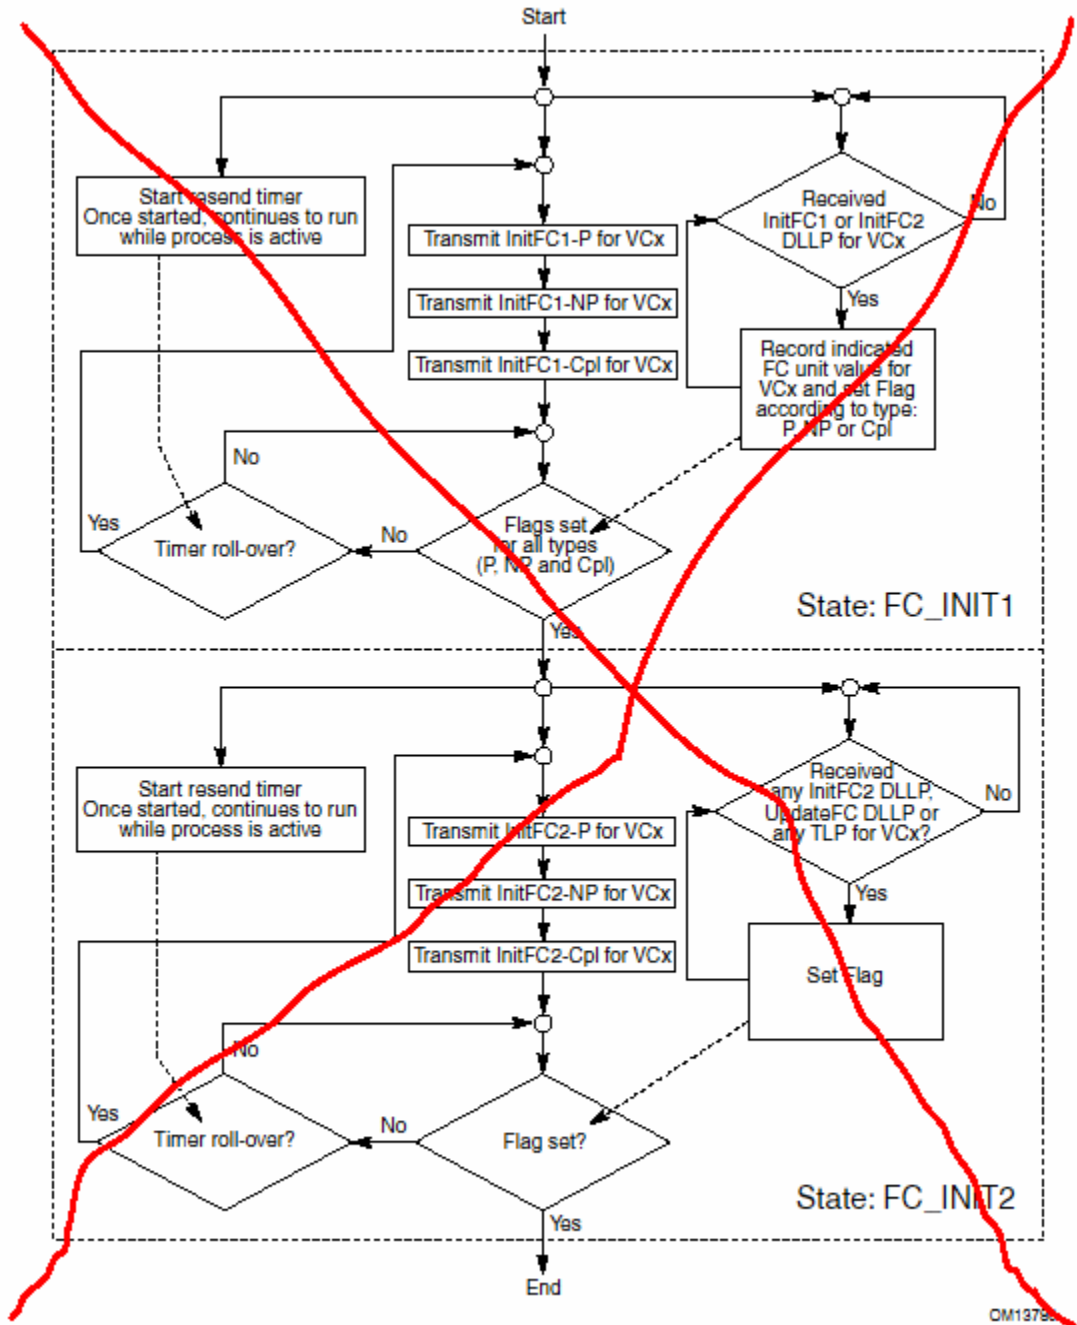 Start
Start resend timer
Once started, continues to run
while process is active
Transmit InitFC1-P for VCx
Transmit InitFC1-NP for VCx
Transmit InitFC1-Cpl for VCx
Received
InitFC1 or InitFC2
DLLP for VCx
No
Yes
Record indicated
FC unit value for
VCx and set Flag
according to type:
P, NP or Cpl
No
Yes
Timer roll-over?
No
Flags set
for all types
(P, NP and Cpl)
Yes
State: FC_INIT1
Start resend timer
Once started, continues to run
while process is active
Transmit InitFC2-P for VCx
Transmit InitFC2-NP for VCx
Transmit InitFC2-Cpl for VCx
Received
any InitFC2 DLLP,
UpdateFC DLLP or
any TLP for VCx?
No
Yes
Set Flag
No
Yes
Timer roll-over?
No
Flag set?
Yes
State: FC_INIT2
End